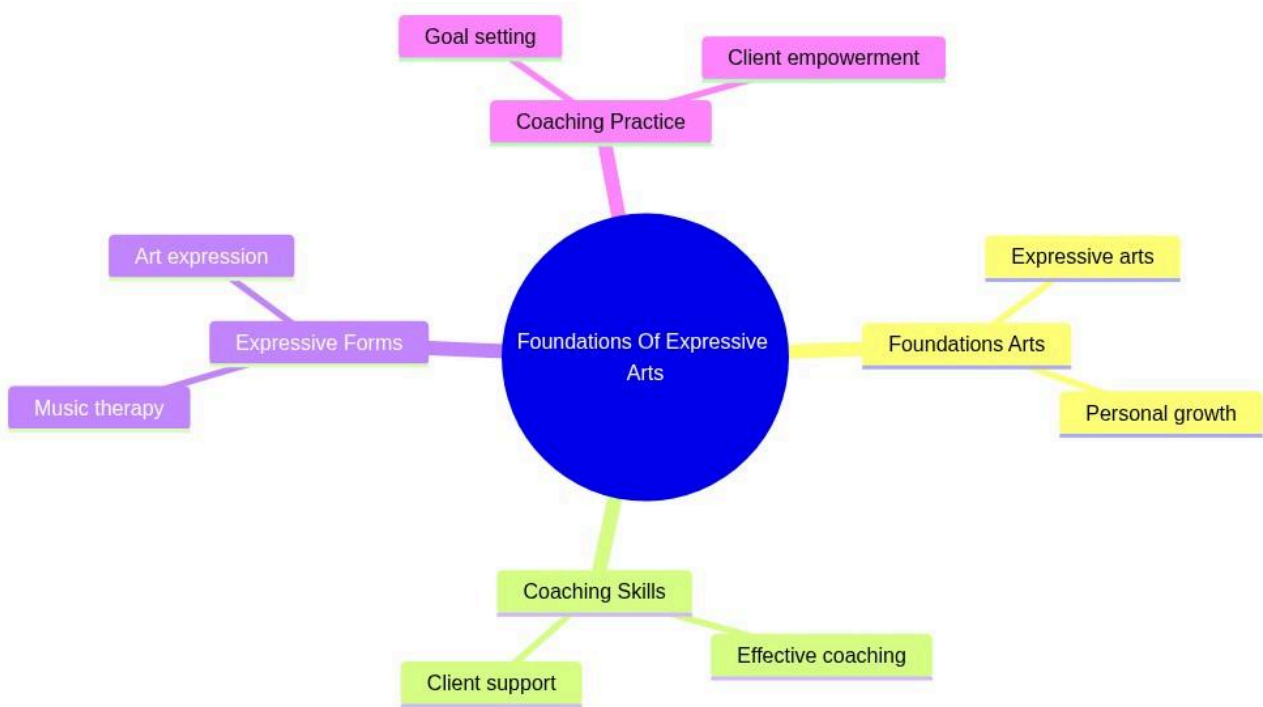 Goal setting
Client empowerment
Coaching Practice
Art expression
Expressive arts
Expressive Forms
Foundations Of Expressive
Arts
Foundations Arts
Music therapy
Personal growth
Coaching Skills
Effective coaching
Client support